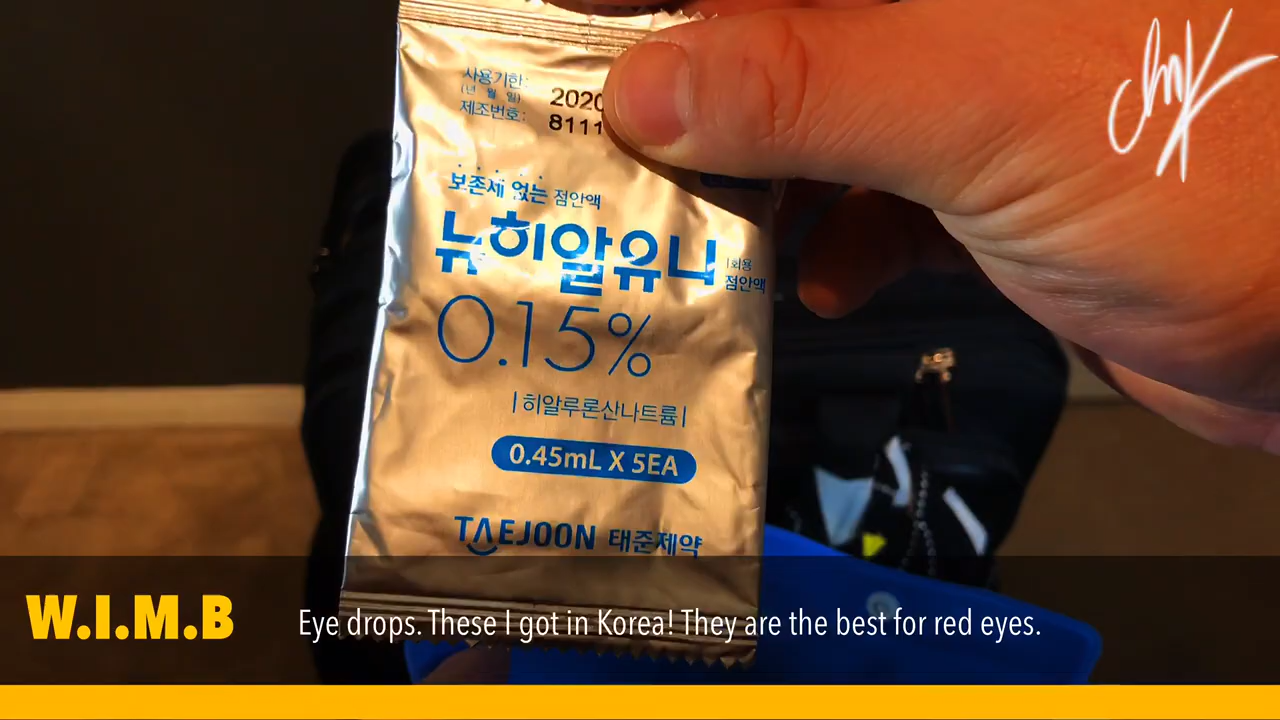 사용기한: 2020
(년 월 일)
제조번호: 8111
보존제 없는 점안액
뉴히알유니 1회용 점안액
0.15%
|히알루론산나트륨|
0.45mL X 5EA
TAEJOON 태준제약
W.I.M.B Eye drops. These I got in Korea! They are the best for red eyes.